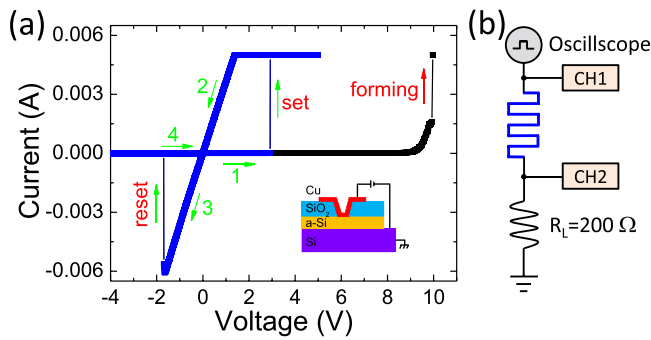 (a)
0.006
0.003
0.000
-0.003
-0.006
Current (A)
-4 -2 0 2 4 6 8 10
Voltage (V)
2
4
1
3
set
reset
forming
Cu
SiO2
a-Si
Si
(b)
Oscillscope
CH1
CH2
RL=200 Ω